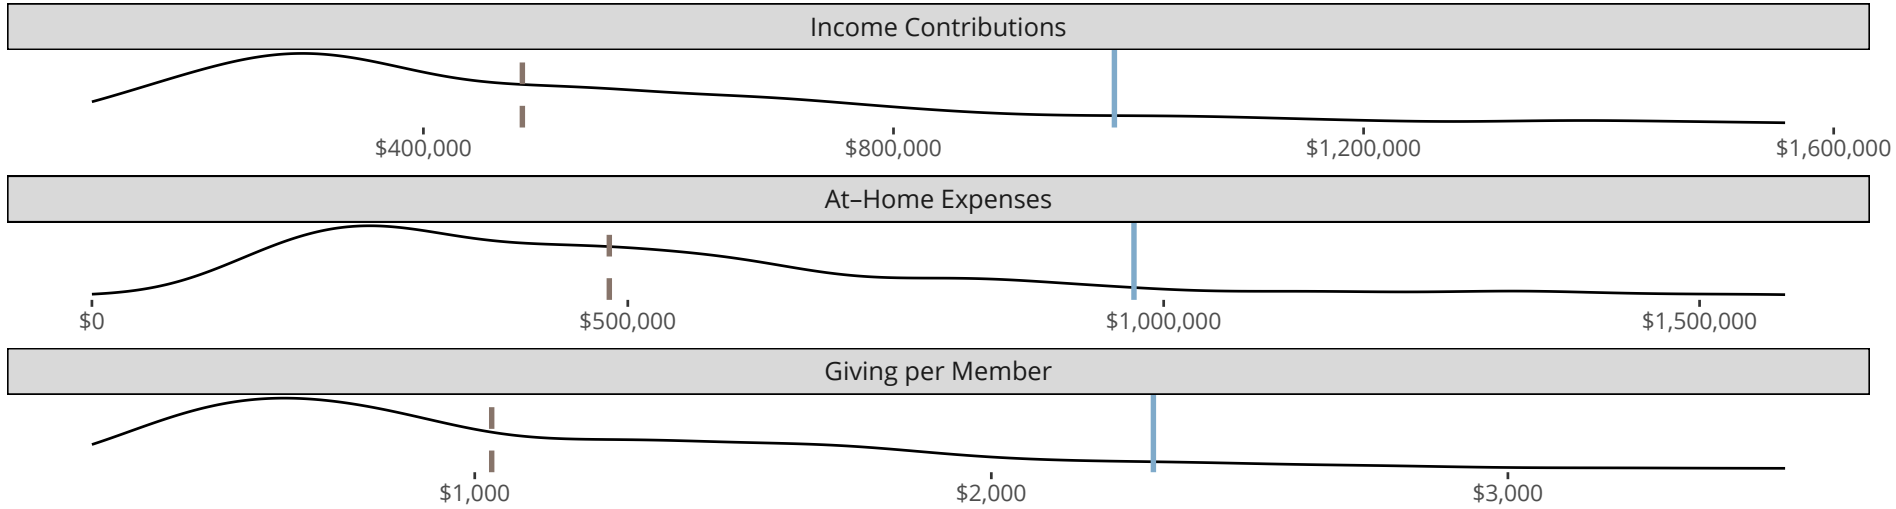 Income Contributions
$400,000 $800,000 $1,200,000 $1,600,000
At–Home Expenses
$0 $500,000 $1,000,000 $1,500,000
Giving per Member
$1,000 $2,000 $3,000